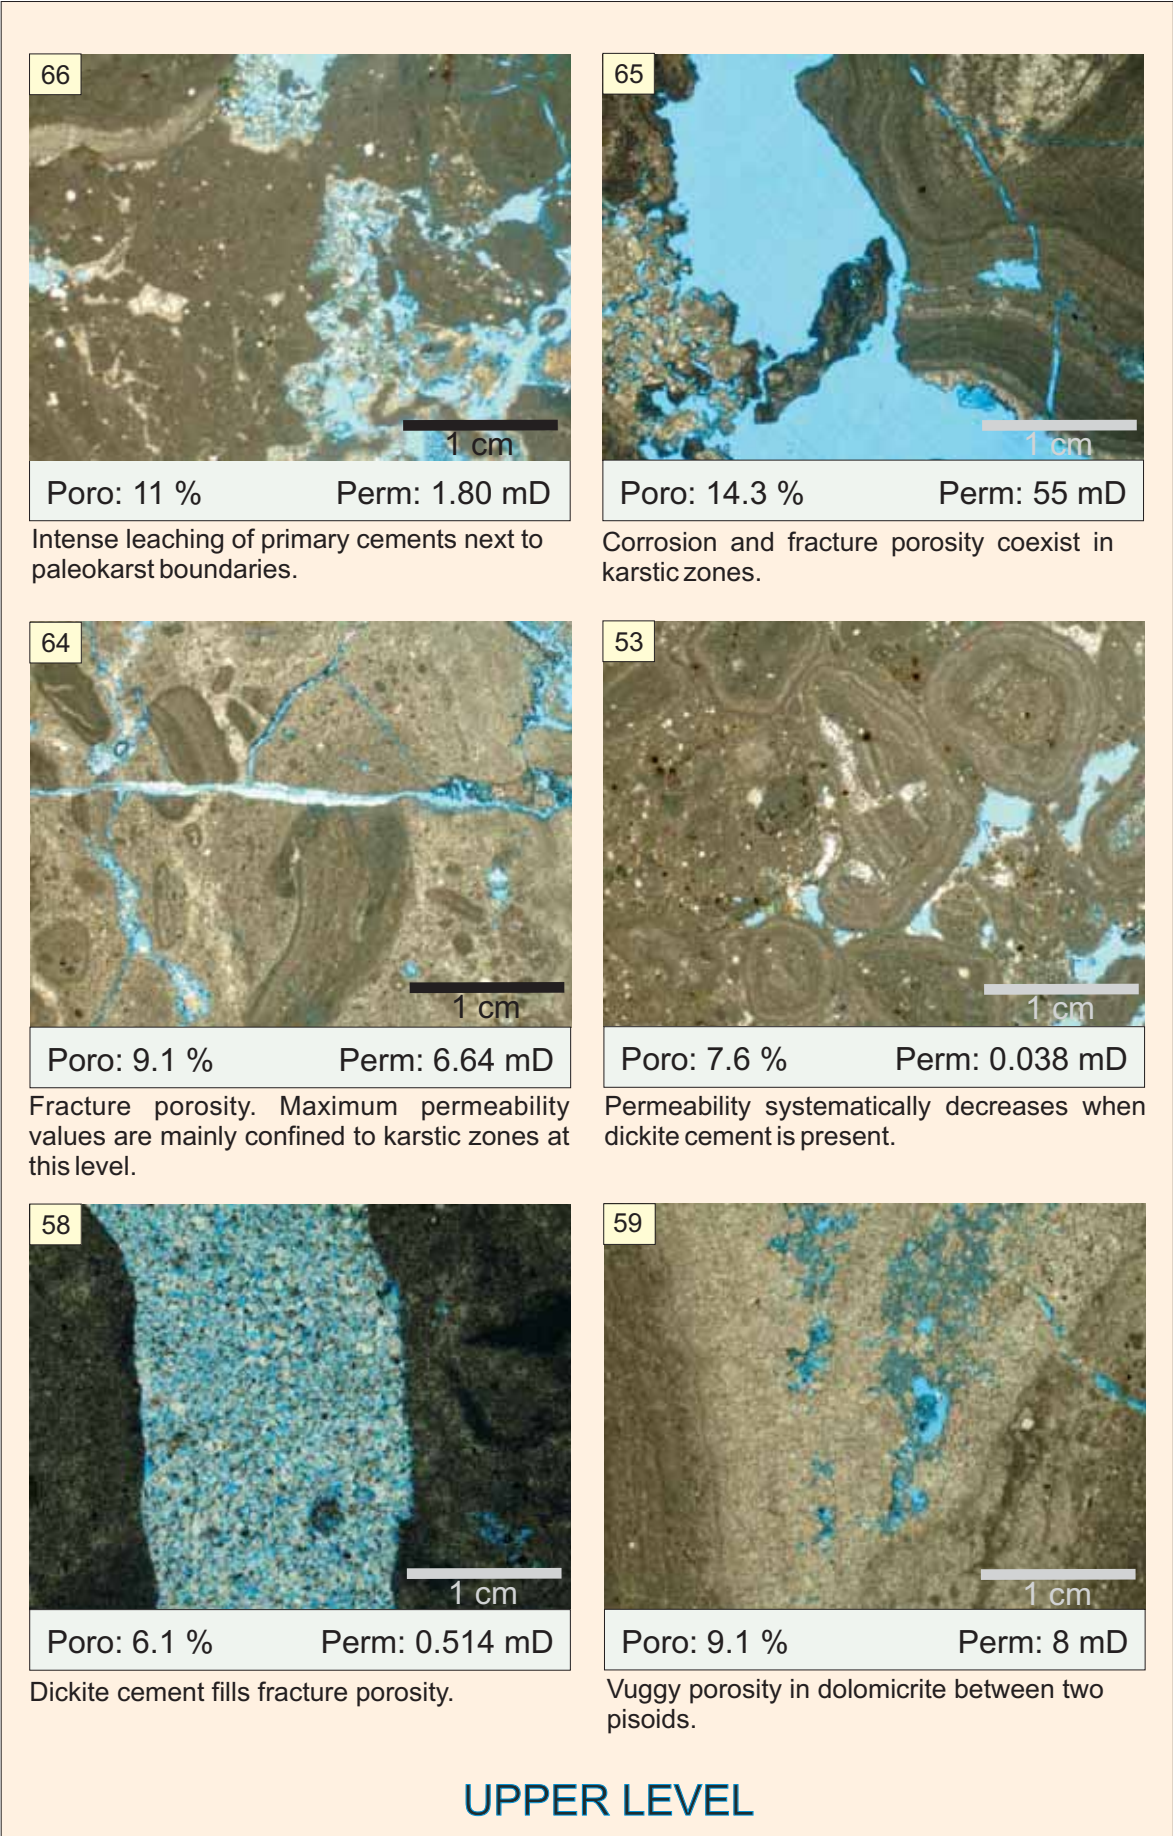 66
1 cm
Poro: 11 % Perm: 1.80 mD
Intense leaching of primary cements next to
paleokarst boundaries.
65
1 cm
Poro: 14.3 % Perm: 55 mD
Corrosion and fracture porosity coexist in
karstic zones.
64
1 cm
Poro: 9.1 % Perm: 6.64 mD
Fracture porosity. Maximum permeability
values are mainly confined to karstic zones at
this level.
53
1 cm
Poro: 7.6 % Perm: 0.038 mD
Permeability systematically decreases when
dickite cement is present.
58
1 cm
Poro: 6.1 % Perm: 0.514 mD
Dickite cement fills fracture porosity.
59
1 cm
Poro: 9.1 % Perm: 8 mD
Vuggy porosity in dolomicrite between two
pisoids.
UPPER LEVEL